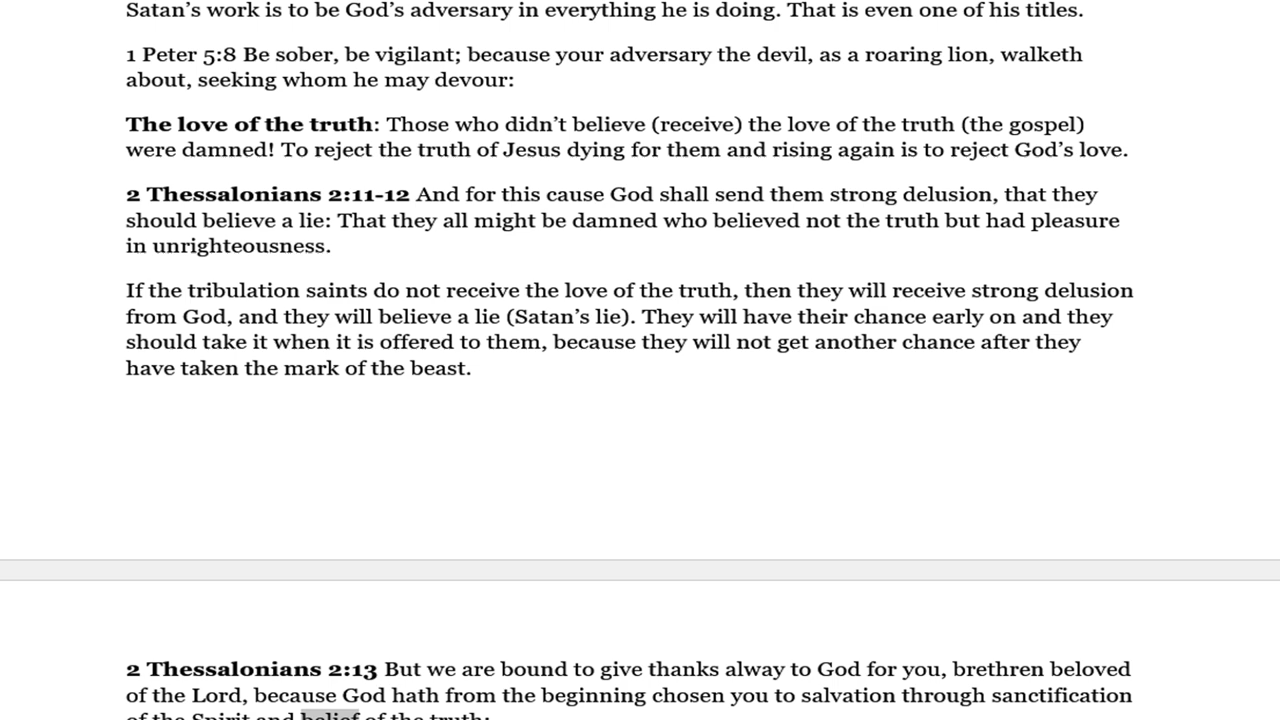 Satan’s work is to be God’s adversary in everything he is doing. That is even one of his titles.
1 Peter 5:8 Be sober, be vigilant; because your adversary the devil, as a roaring lion, walketh
about, seeking whom he may devour:
The love of the truth: Those who didn’t believe (receive) the love of the truth (the gospel)
were damned! To reject the truth of Jesus dying for them and rising again is to reject God’s love.
2 Thessalonians 2:11-12 And for this cause God shall send them strong delusion, that they
should believe a lie: That they all might be damned who believed not the truth but had pleasure
in unrighteousness.
If the tribulation saints do not receive the love of the truth, then they will receive strong delusion
from God, and they will believe a lie (Satan’s lie). They will have their chance early on and they
should take it when it is offered to them, because they will not get another chance after they
have taken the mark of the beast.
2 Thessalonians 2:13 But we are bound to give thanks alway to God for you, brethren beloved
of the Lord, because God hath from the beginning chosen you to salvation through sanctification
of the Spirit and belief of the truth: